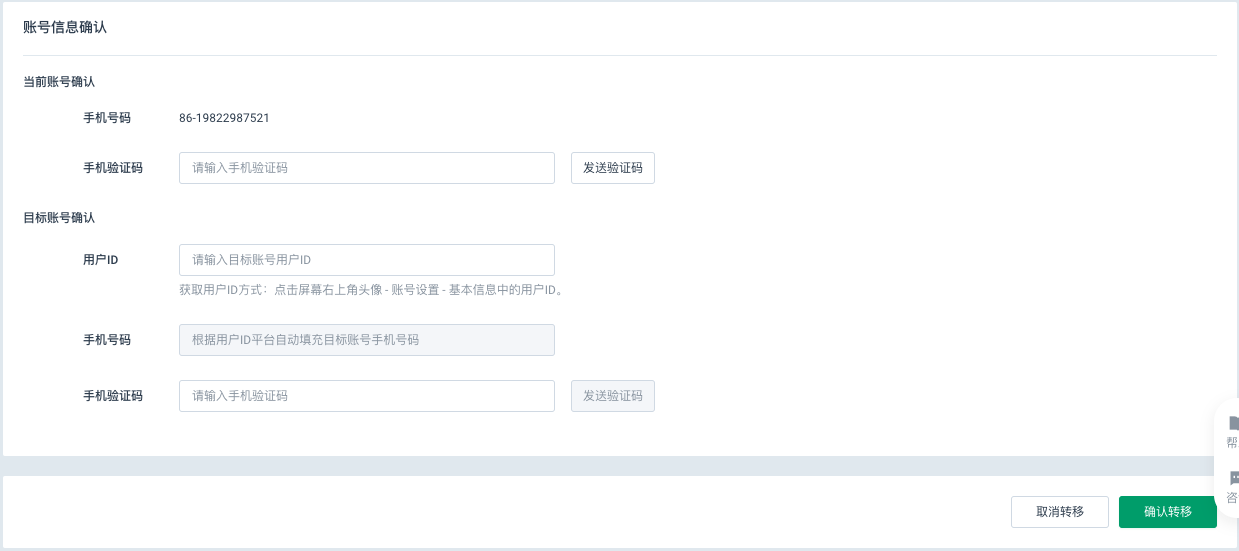 账号信息确认
当前账号确认
手机号码 86-19822987521
手机验证码 请输入手机验证码 发送验证码
目标账号确认
用户ID 请输入目标账号用户ID
获取用户ID方式：点击屏幕右上角头像 - 账号设置 - 基本信息中的用户ID。
手机号码 根据用户ID平台自动填充目标账号手机号码
手机验证码 请输入手机验证码 发送验证码
帮
咨
取消转移 确认转移